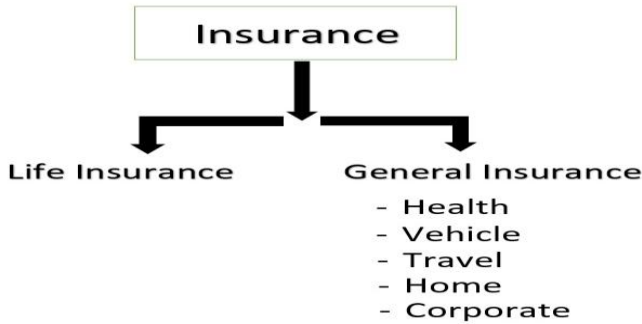 Insurance
Life Insurance
General Insurance
- Health
- Vehicle
- Travel
- Home
- Corporate